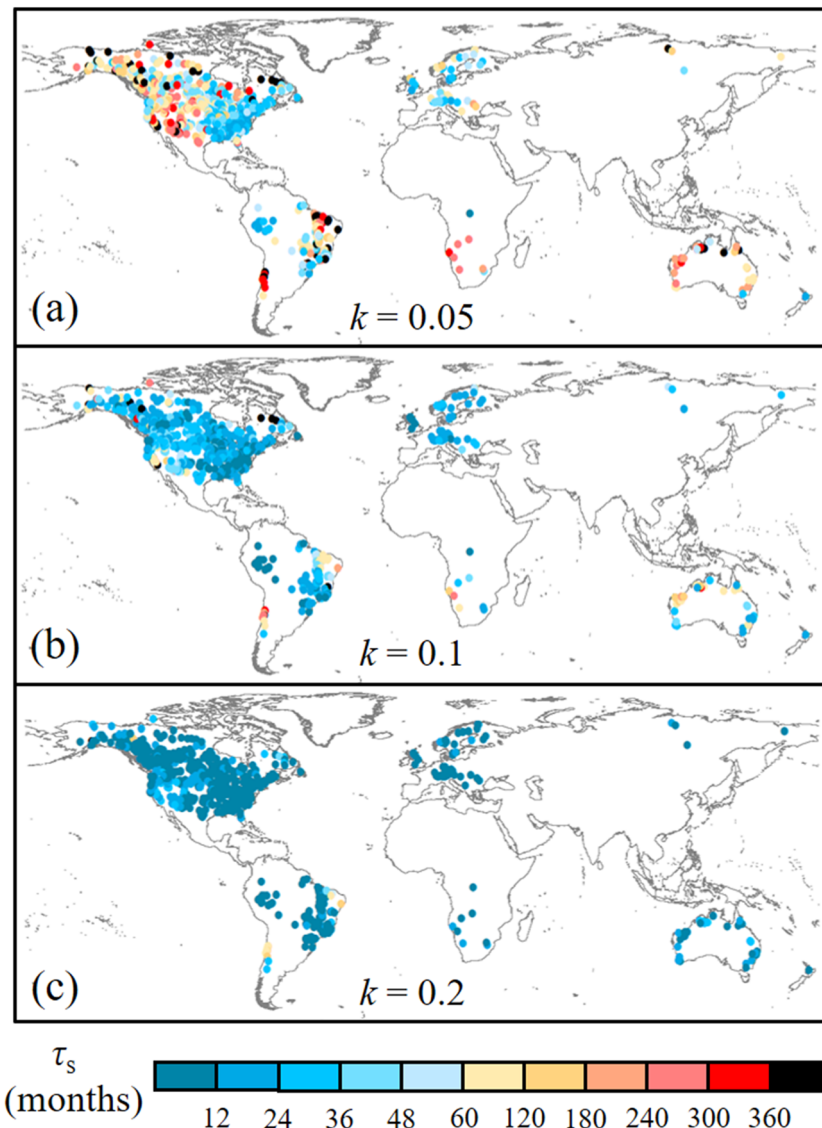 (a)
k = 0.05
(b)
k = 0.1
(c)
k = 0.2
τs
(months)
12 24 36 48 60 120 180 240 300 360